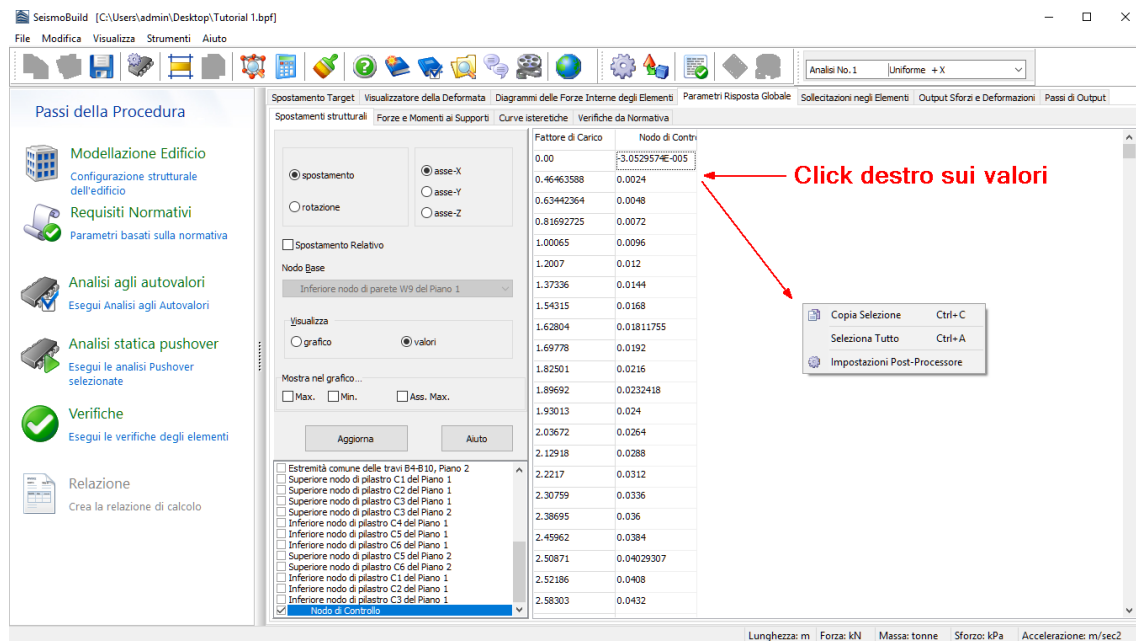 SeismoBuild [C:\Users\admin\Desktop\Tutorial 1.bpf]
File Modifica Visualizza Strumenti Aiuto
Analisi No.1 Uniforme +X
Passi della Procedura
Modellazione Edificio
Configurazione strutturale
dell'edificio
Requisiti Normativi
Parametri basati sulla normativa
Analisi agli autovalori
Esegui Analisi agli Autovalori
Analisi statica pushover
Esegui le analisi Pushover
selezionate
Verifiche
Esegui le verifiche degli elementi
Relazione
Crea la relazione di calcolo
Spostamento Target Visualizzatore della Deformata Diagrammi delle Forze Interne degli Elementi Parametri Risposta Globale Sollecitazioni negli Elementi Output Sforzi e Deformazioni Passi di Output
Spostamenti strutturali Forze e Momenti ai Supporti Curve isteretiche Verifiche da Normativa
spostamento
rotazione
asse-X
asse-Y
asse-Z
Spostamento Relativo
Nodo Base
Inferiore nodo di parete W9 del Piano 1
Visualizza
grafico valori
Mostra nel grafico...
Max. Min. Ass. Max.
Aggiorna Aiuto
Estremità comune delle travi B4-B10, Piano 2
Superiore nodo di pilastro C1 del Piano 1
Superiore nodo di pilastro C2 del Piano 1
Superiore nodo di pilastro C3 del Piano 1
Superiore nodo di pilastro C3 del Piano 2
Inferiore nodo di pilastro C4 del Piano 1
Inferiore nodo di pilastro C5 del Piano 1
Inferiore nodo di pilastro C6 del Piano 1
Superiore nodo di pilastro C5 del Piano 2
Superiore nodo di pilastro C6 del Piano 2
Inferiore nodo di pilastro C1 del Piano 1
Inferiore nodo di pilastro C2 del Piano 1
Inferiore nodo di pilastro C3 del Piano 1
Nodo di Controllo
Fattore di Carico Nodo di Contr
0.00 -3.0529574E-005
0.46463588 0.0024
0.63442364 0.0048
0.81692725 0.0072
1.00065 0.0096
1.2007 0.012
1.37336 0.0144
1.54315 0.0168
1.62804 0.01811755
1.69778 0.0192
1.82501 0.0216
1.89692 0.0232418
1.93013 0.024
2.03672 0.0264
2.12918 0.0288
2.2217 0.0312
2.30759 0.0336
2.38695 0.036
2.45962 0.0384
2.50871 0.04029307
2.52186 0.0408
2.58303 0.0432
Click destro sui valori
Copia Selezione Ctrl+C
Seleziona Tutto Ctrl+A
Impostazioni Post-Processore
Lunghezza: m Forza: kN Massa: tonne Sforzo: kPa Accelerazione: m/sec2